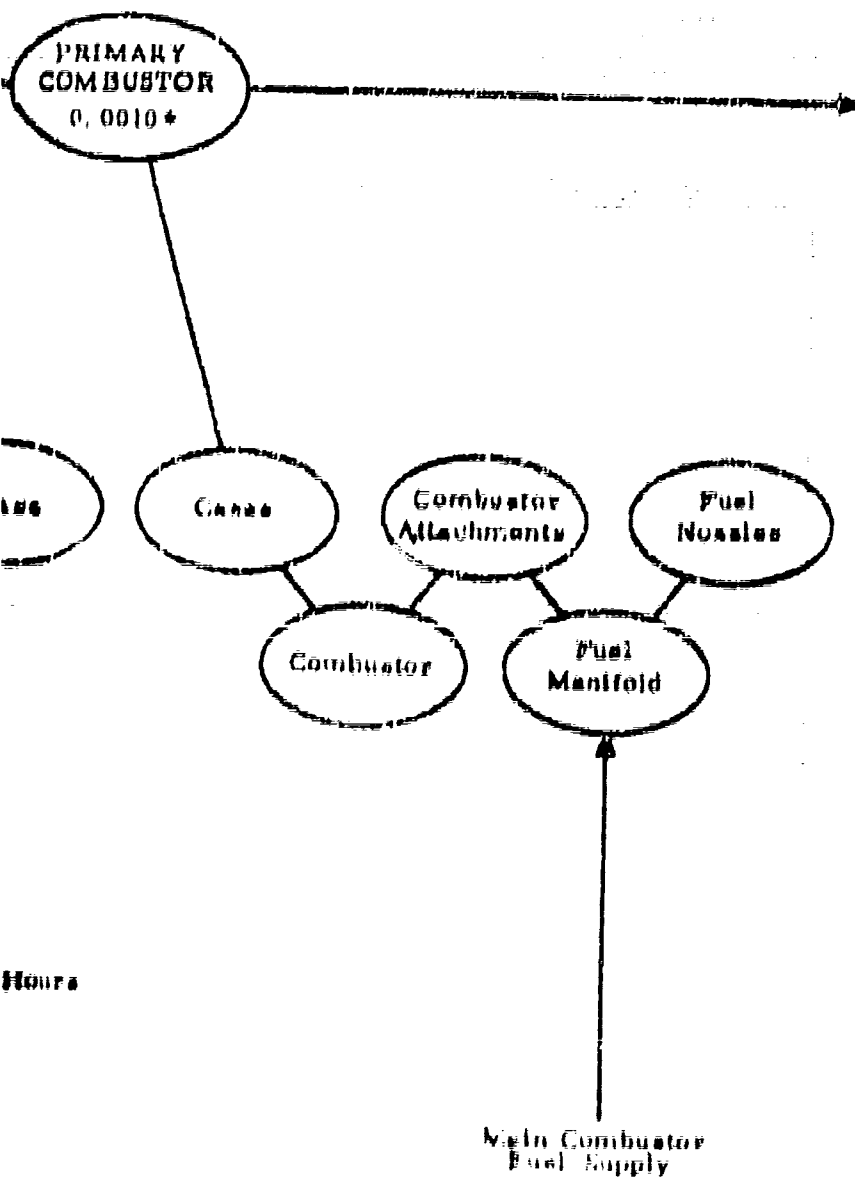 PRIMARY
COMBUSTOR
0.0010*
Cases
Combustor
Attachments
Fuel
Nozzles
Combustor
Fuel
Manifold
Hours
Main Combustor
Fuel Supply